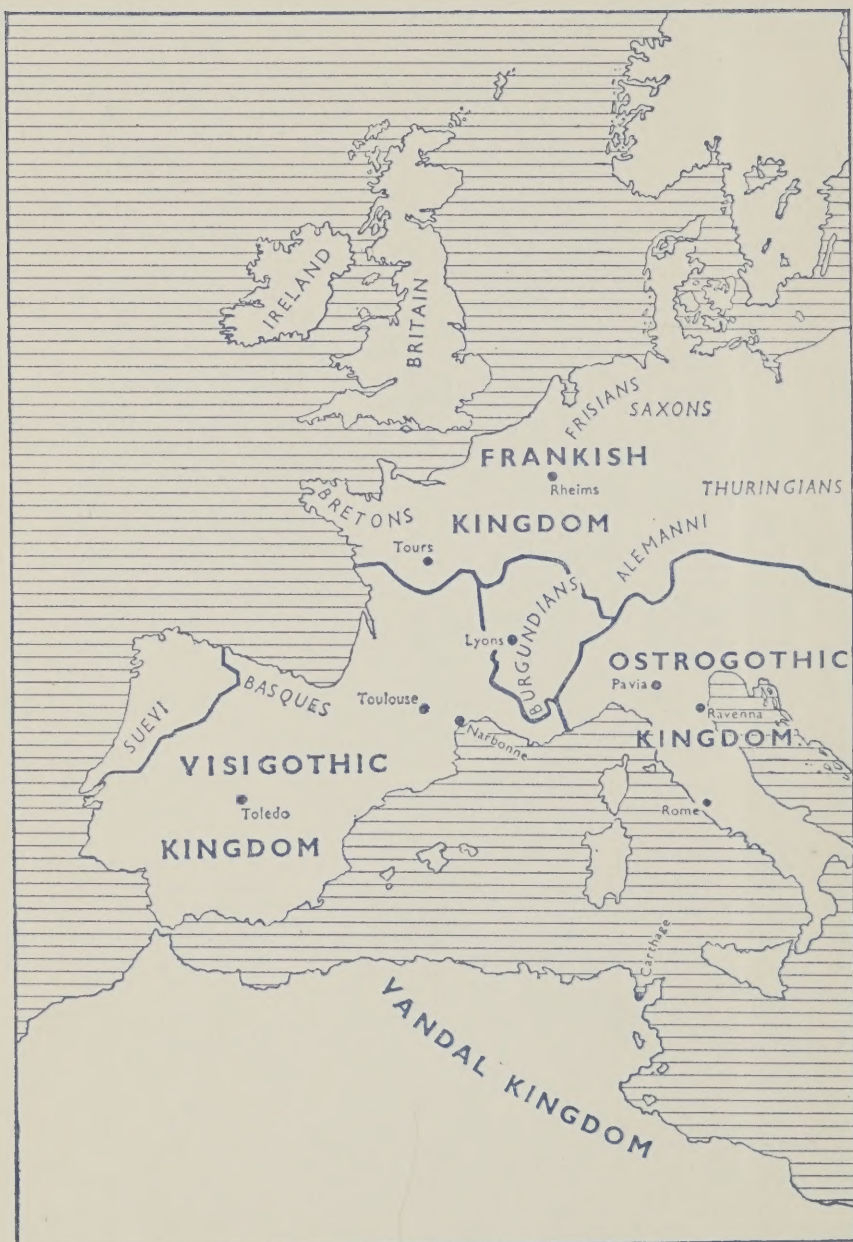 IRELAND
BRITAIN
FRISIANS
SAXONS
FRANKISH
Rheims
THURINGIANS
BRETONS
KINGDOM
Tours
ALEMANNI
Lyons
BURGUNDIANS
OSTROGOTHIC
SUEVI
BASQUES
Toulouse
Pavia
Ravenna
Narbonne
KINGDOM
VISIGOTHIC
Toledo
Rome
KINGDOM
Carthage
VANDAL KINGDOM